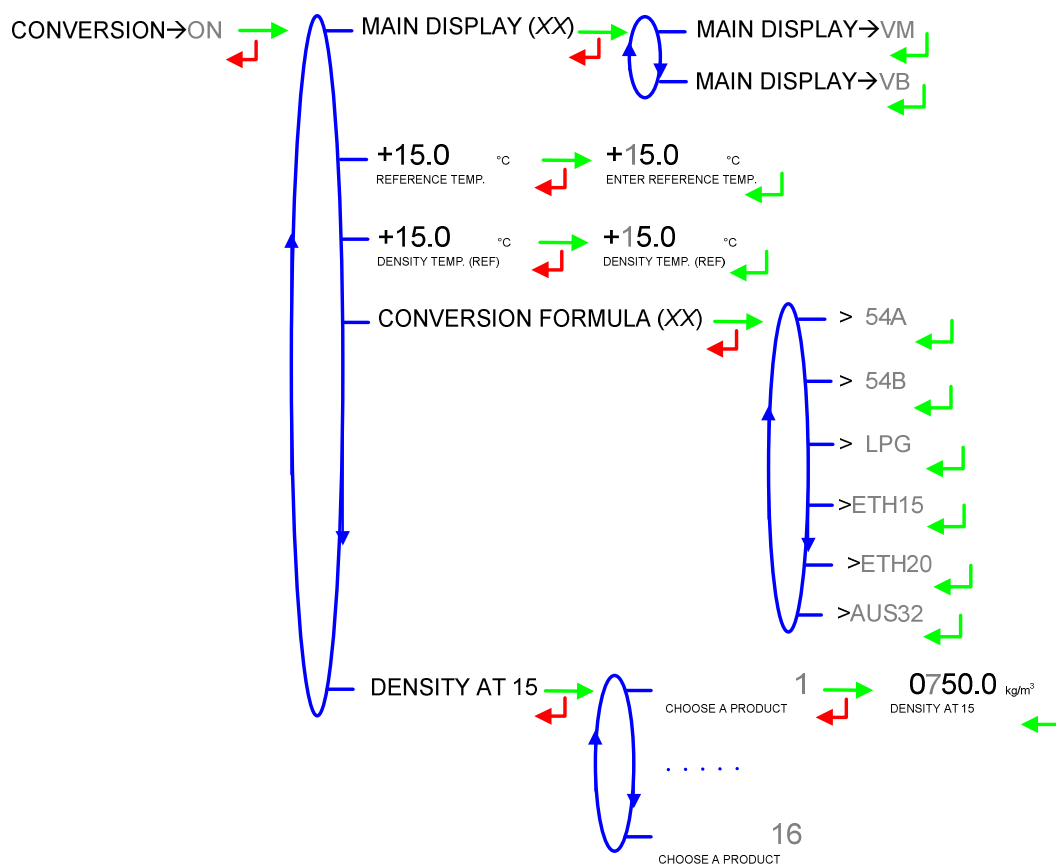 CONVERSION→ON
MAIN DISPLAY (XX)
MAIN DISPLAY→VM
MAIN DISPLAY→VB
+15.0 °C
REFERENCE TEMP.
+15.0 °C
ENTER REFERENCE TEMP.
+15.0 °C
DENSITY TEMP. (REF)
+15.0 °C
DENSITY TEMP. (REF)
CONVERSION FORMULA (XX)
> 54A
> 54B
> LPG
>ETH15
>ETH20
>AUS32
DENSITY AT 15
1
CHOOSE A PRODUCT
0750.0 kg/m³
DENSITY AT 15
. . . . .
16
CHOOSE A PRODUCT